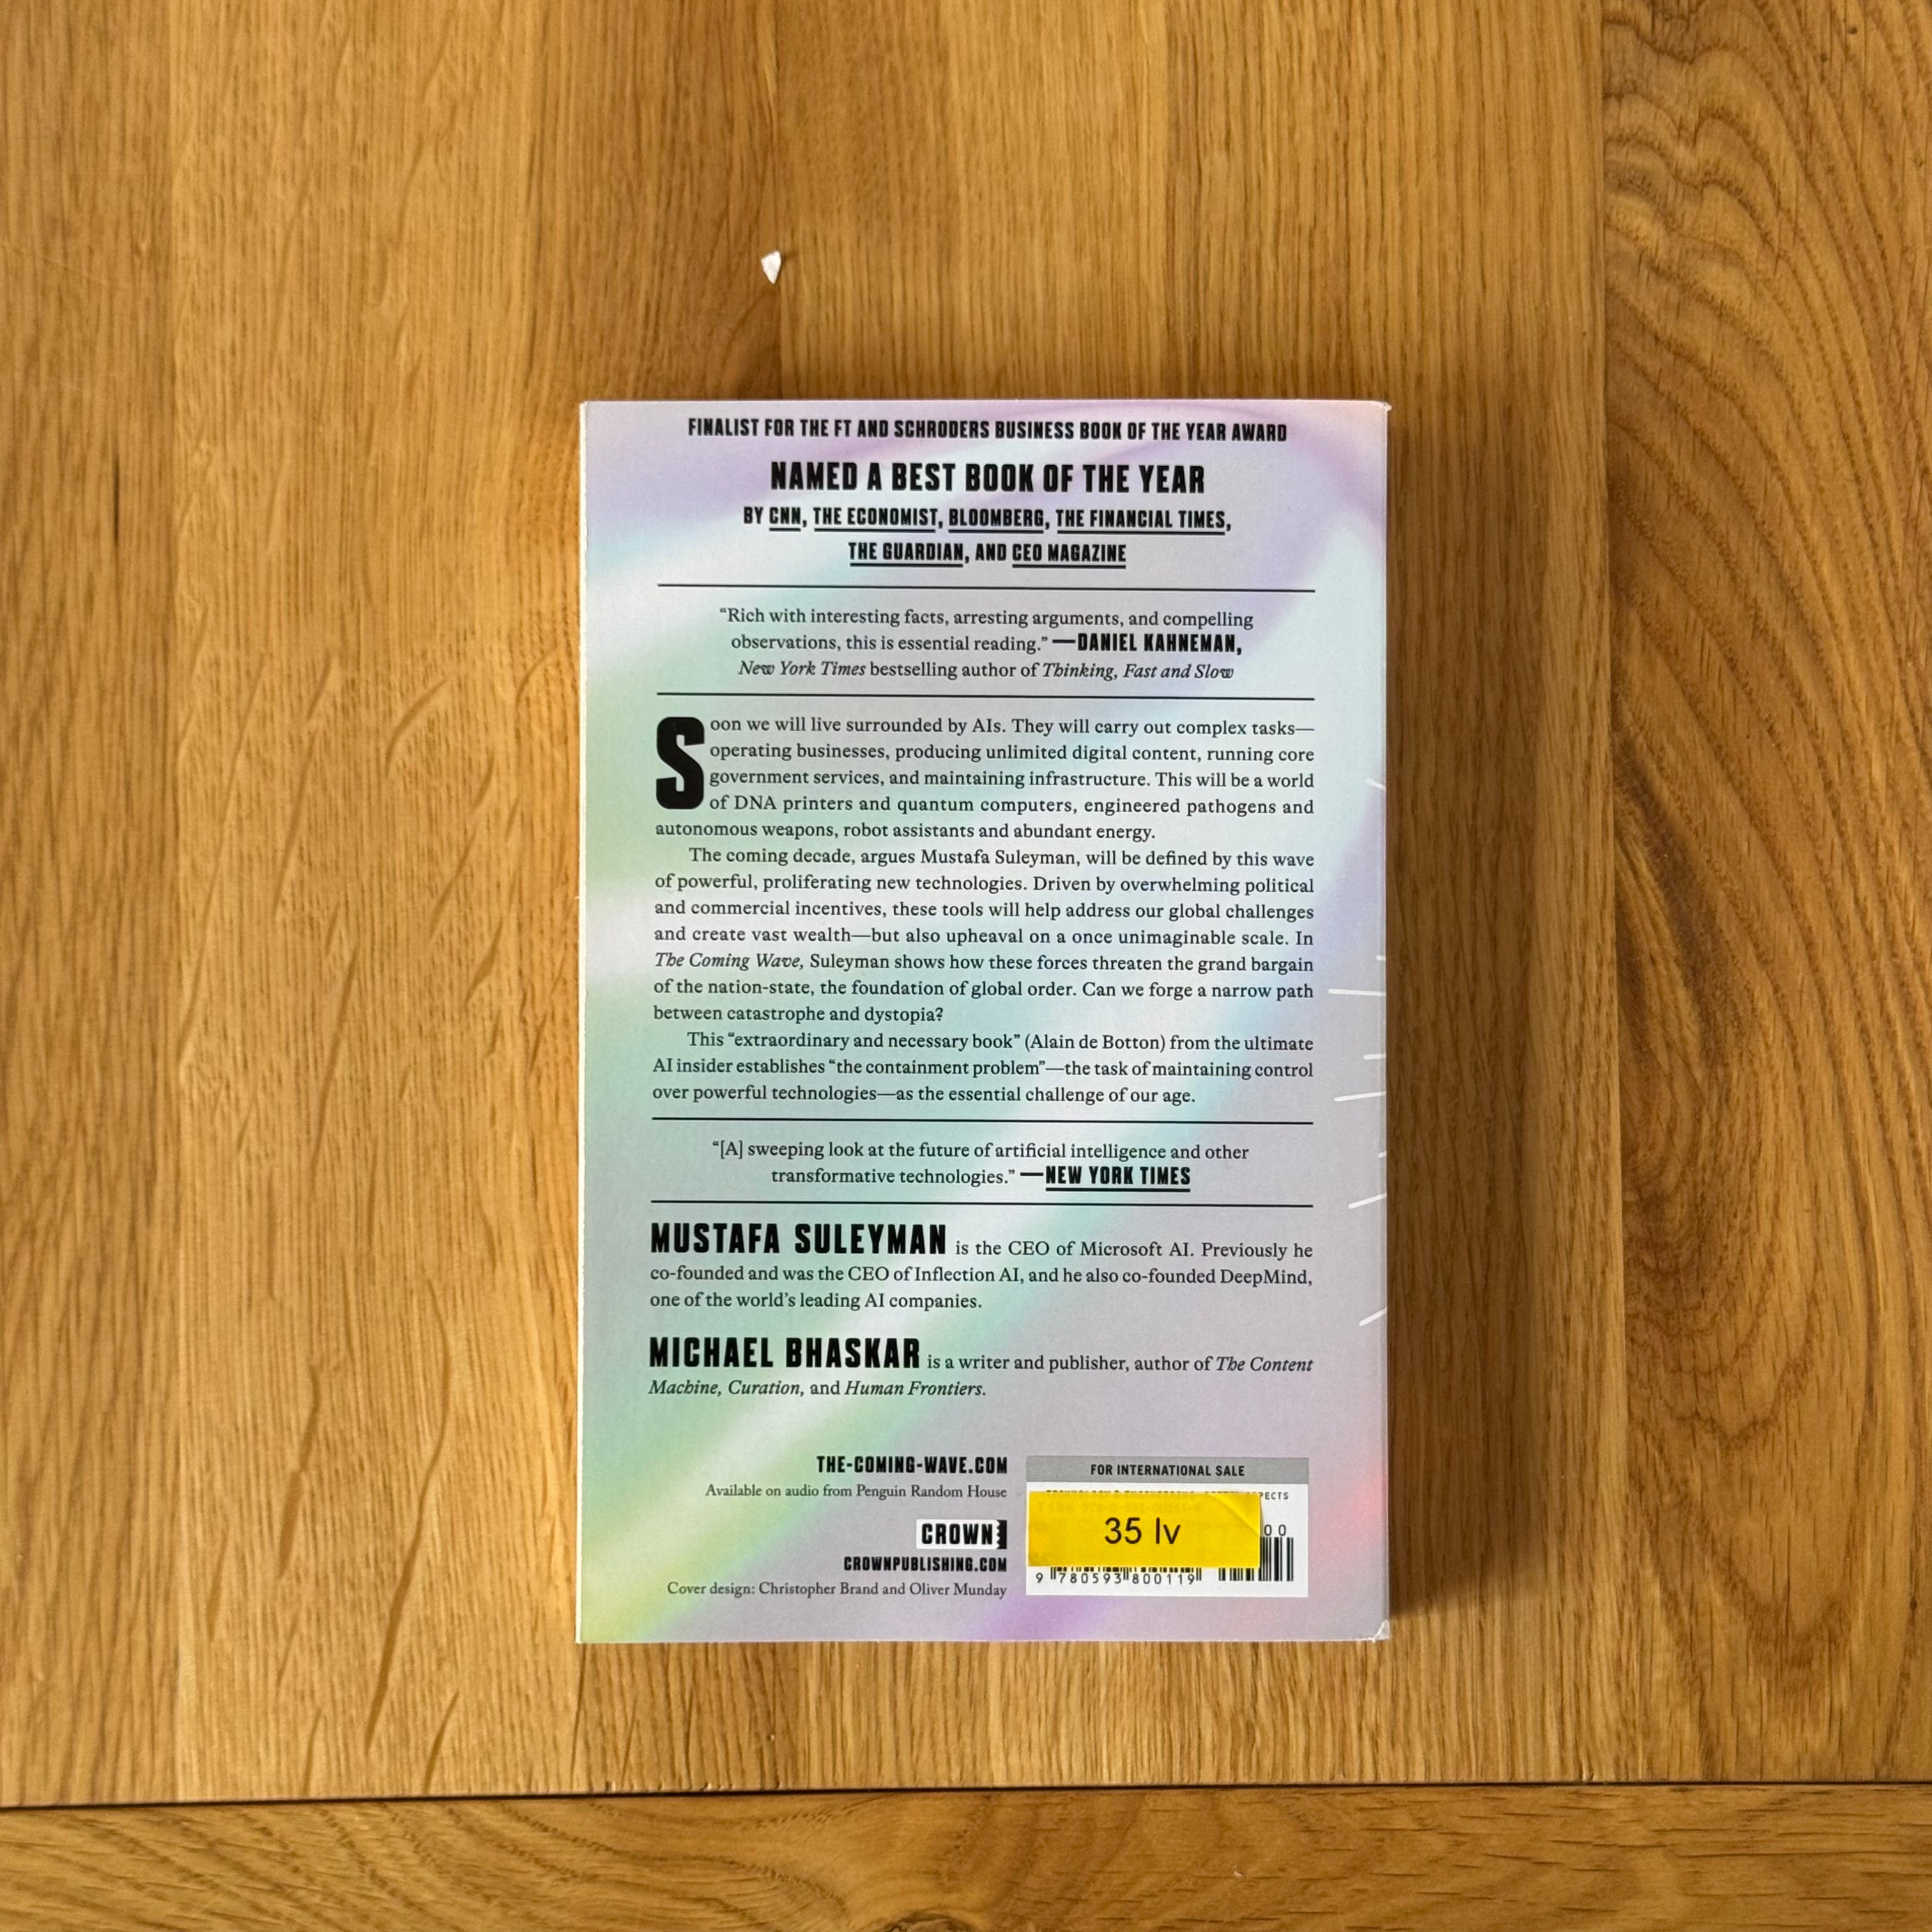 FINALIST FOR THE FT AND SCHRODERS BUSINESS BOOK OF THE YEAR AWARD
NAMED A BEST BOOK OF THE YEAR
BY CNN, THE ECONOMIST, BLOOMBERG, THE FINANCIAL TIMES,
THE GUARDIAN, AND CEO MAGAZINE
“Rich with interesting facts, arresting arguments, and compelling
observations, this is essential reading.” —DANIEL KAHNEMAN,
New York Times bestselling author of Thinking, Fast and Slow
Soon we will live surrounded by AIs. They will carry out complex tasks—
operating businesses, producing unlimited digital content, running core
government services, and maintaining infrastructure. This will be a world
of DNA printers and quantum computers, engineered pathogens and
autonomous weapons, robot assistants and abundant energy.
The coming decade, argues Mustafa Suleyman, will be defined by this wave
of powerful, proliferating new technologies. Driven by overwhelming political
and commercial incentives, these tools will help address our global challenges
and create vast wealth—but also upheaval on a once unimaginable scale. In
The Coming Wave, Suleyman shows how these forces threaten the grand bargain
of the nation-state, the foundation of global order. Can we forge a narrow path
between catastrophe and dystopia?
This “extraordinary and necessary book” (Alain de Botton) from the ultimate
AI insider establishes “the containment problem”—the task of maintaining control
over powerful technologies—as the essential challenge of our age.
“[A] sweeping look at the future of artificial intelligence and other
transformative technologies.” —NEW YORK TIMES
MUSTAFA SULEYMAN is the CEO of Microsoft AI. Previously he
co-founded and was the CEO of Inflection AI, and he also co-founded DeepMind,
one of the world’s leading AI companies.
MICHAEL BHASKAR is a writer and publisher, author of The Content
Machine, Curation, and Human Frontiers.
THE-COMING-WAVE.COM
Available on audio from Penguin Random House
CROWN
CROWNPUBLISHING.COM
Cover design: Christopher Brand and Oliver Munday
FOR INTERNATIONAL SALE
35 lv
00
9 780593 800119